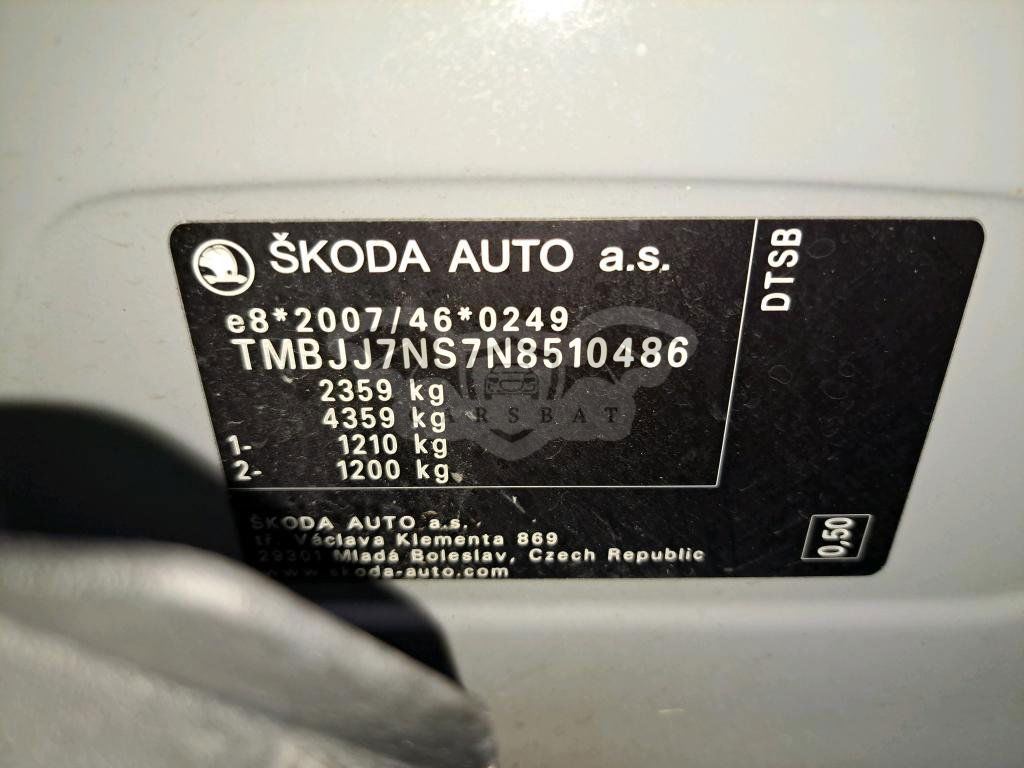 ŠKODA AUTO a.s.
DTSB
e8*2007/46*0249
TMBJJ7NS7N8510486
2359 kg
4359 kg
1- 1210 kg
2- 1200 kg
ARSBAT
ŠKODA AUTO a.s.
tř. Václava Klementa 869
29301 Mladá Boleslav, Czech Republic
www.skoda-auto.com
0,50